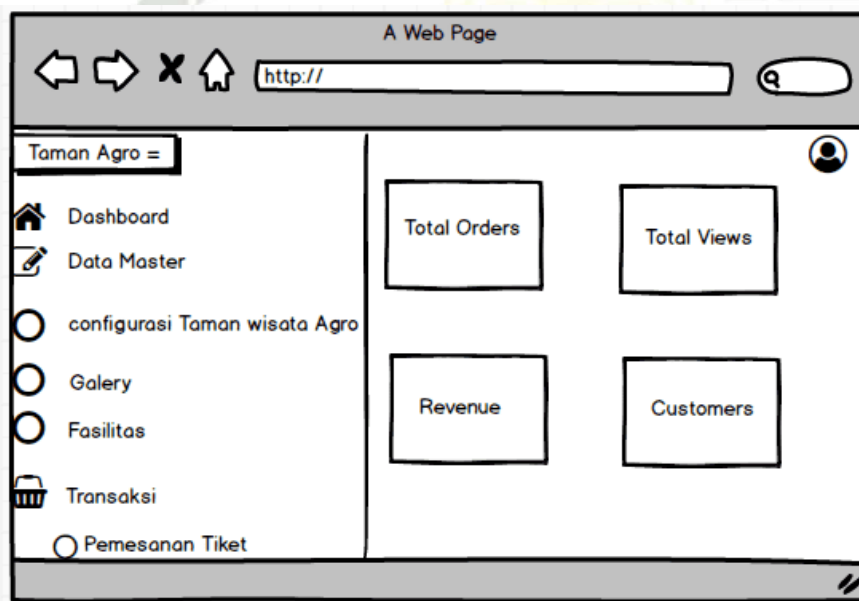 A Web Page
http://
Taman Agro =
Dashboard
Data Master
configurasi Taman wisata Agro
Galery
Fasilitas
Transaksi
Pemesanan Tiket
Total Orders
Total Views
Revenue
Customers